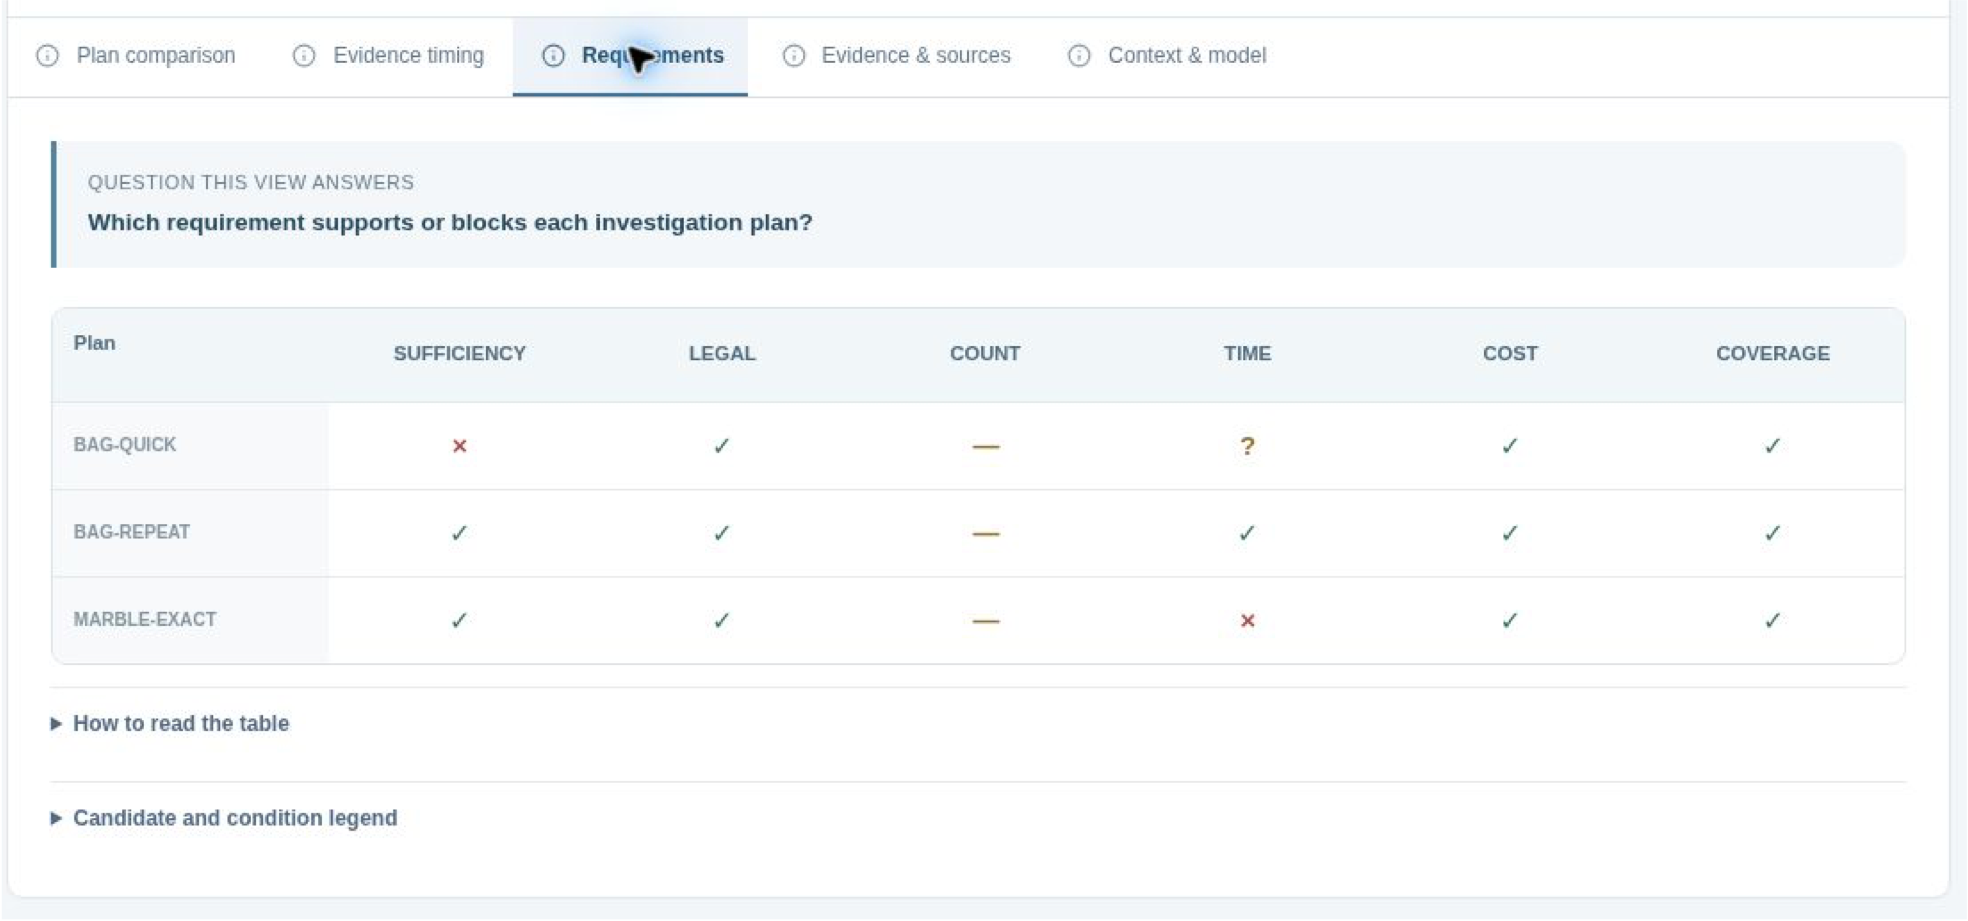 Plan comparison Evidence timing Requirements Evidence & sources Context & model
QUESTION THIS VIEW ANSWERS
Which requirement supports or blocks each investigation plan?
Plan SUFFICIENCY LEGAL COUNT TIME COST COVERAGE
BAG-QUICK × ✓ — ? ✓ ✓
BAG-REPEAT ✓ ✓ — ✓ ✓ ✓
MARBLE-EXACT ✓ ✓ — × ✓ ✓
How to read the table
Candidate and condition legend